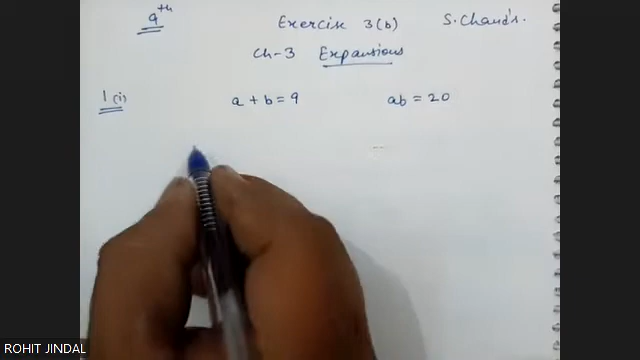 9th Exercise 3(b) S. Chand's.
Ch-3 Expansions
1 (i) a + b = 9 ab = 20
ROHIT JINDAL